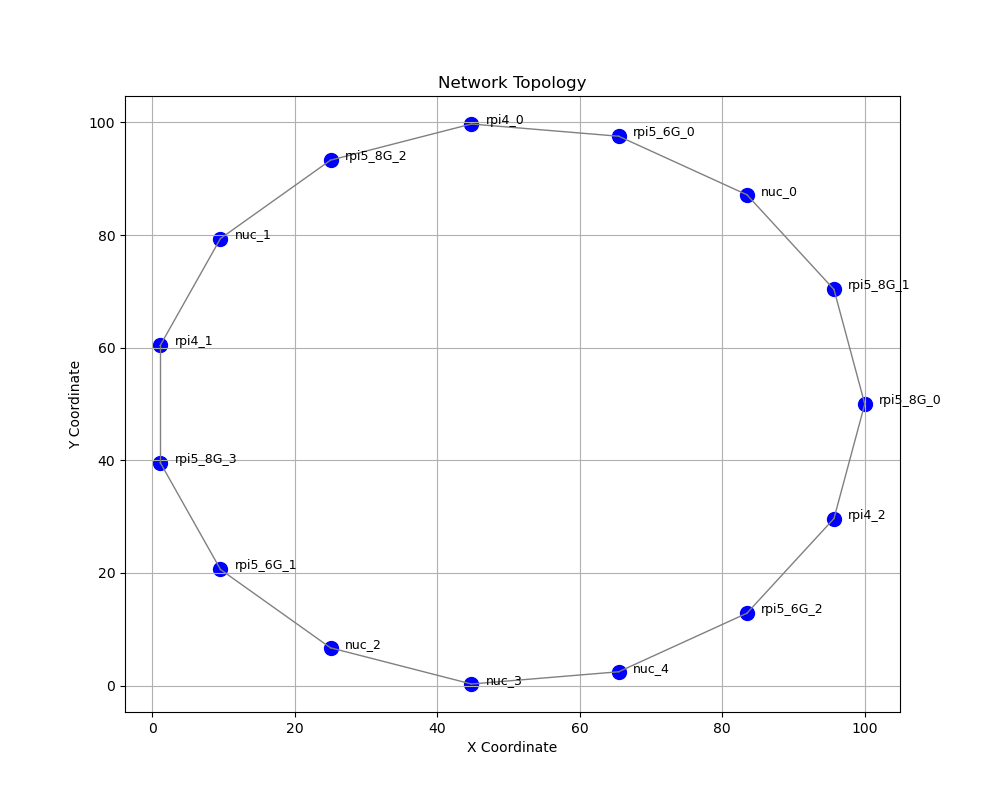 Network Topology
rpi4_0
rpi5_6G_0
rpi5_8G_2
nuc_0
nuc_1
rpi5_8G_1
rpi4_1
rpi5_8G_0
rpi5_8G_3
rpi4_2
rpi5_6G_1
rpi5_6G_2
nuc_2
nuc_4
nuc_3
100
80
60
40
20
0
Y Coordinate
0 20 40 60 80 100
X Coordinate